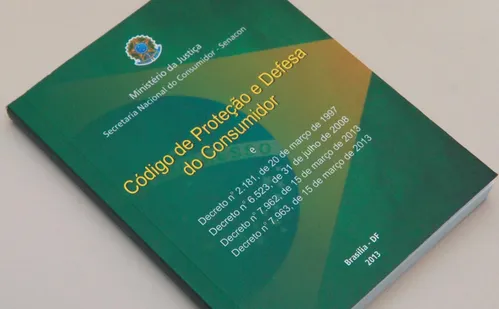 Ministério da Justiça
Secretaria Nacional do Consumidor - Senacon
Código de Proteção e Defesa
do Consumidor
e
Decreto nº 2.181, de 20 de março de 1997
Decreto nº 6.523, de 31 de julho de 2008
Decreto nº 7.962, de 15 de março de 2013
Decreto nº 7.963, de 15 de março de 2013
Brasília - DF
2013